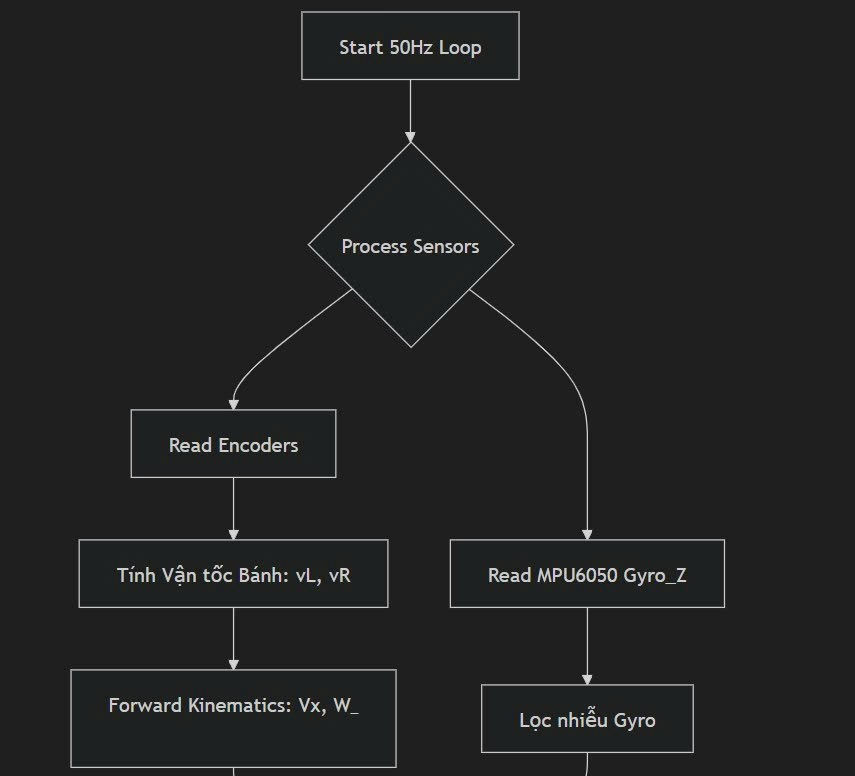 Start 50Hz Loop
Process Sensors
Read Encoders
Tính Vận tốc Bánh: vL, vR
Read MPU6050 Gyro_Z
Forward Kinematics: Vx, W_
Lọc nhiễu Gyro